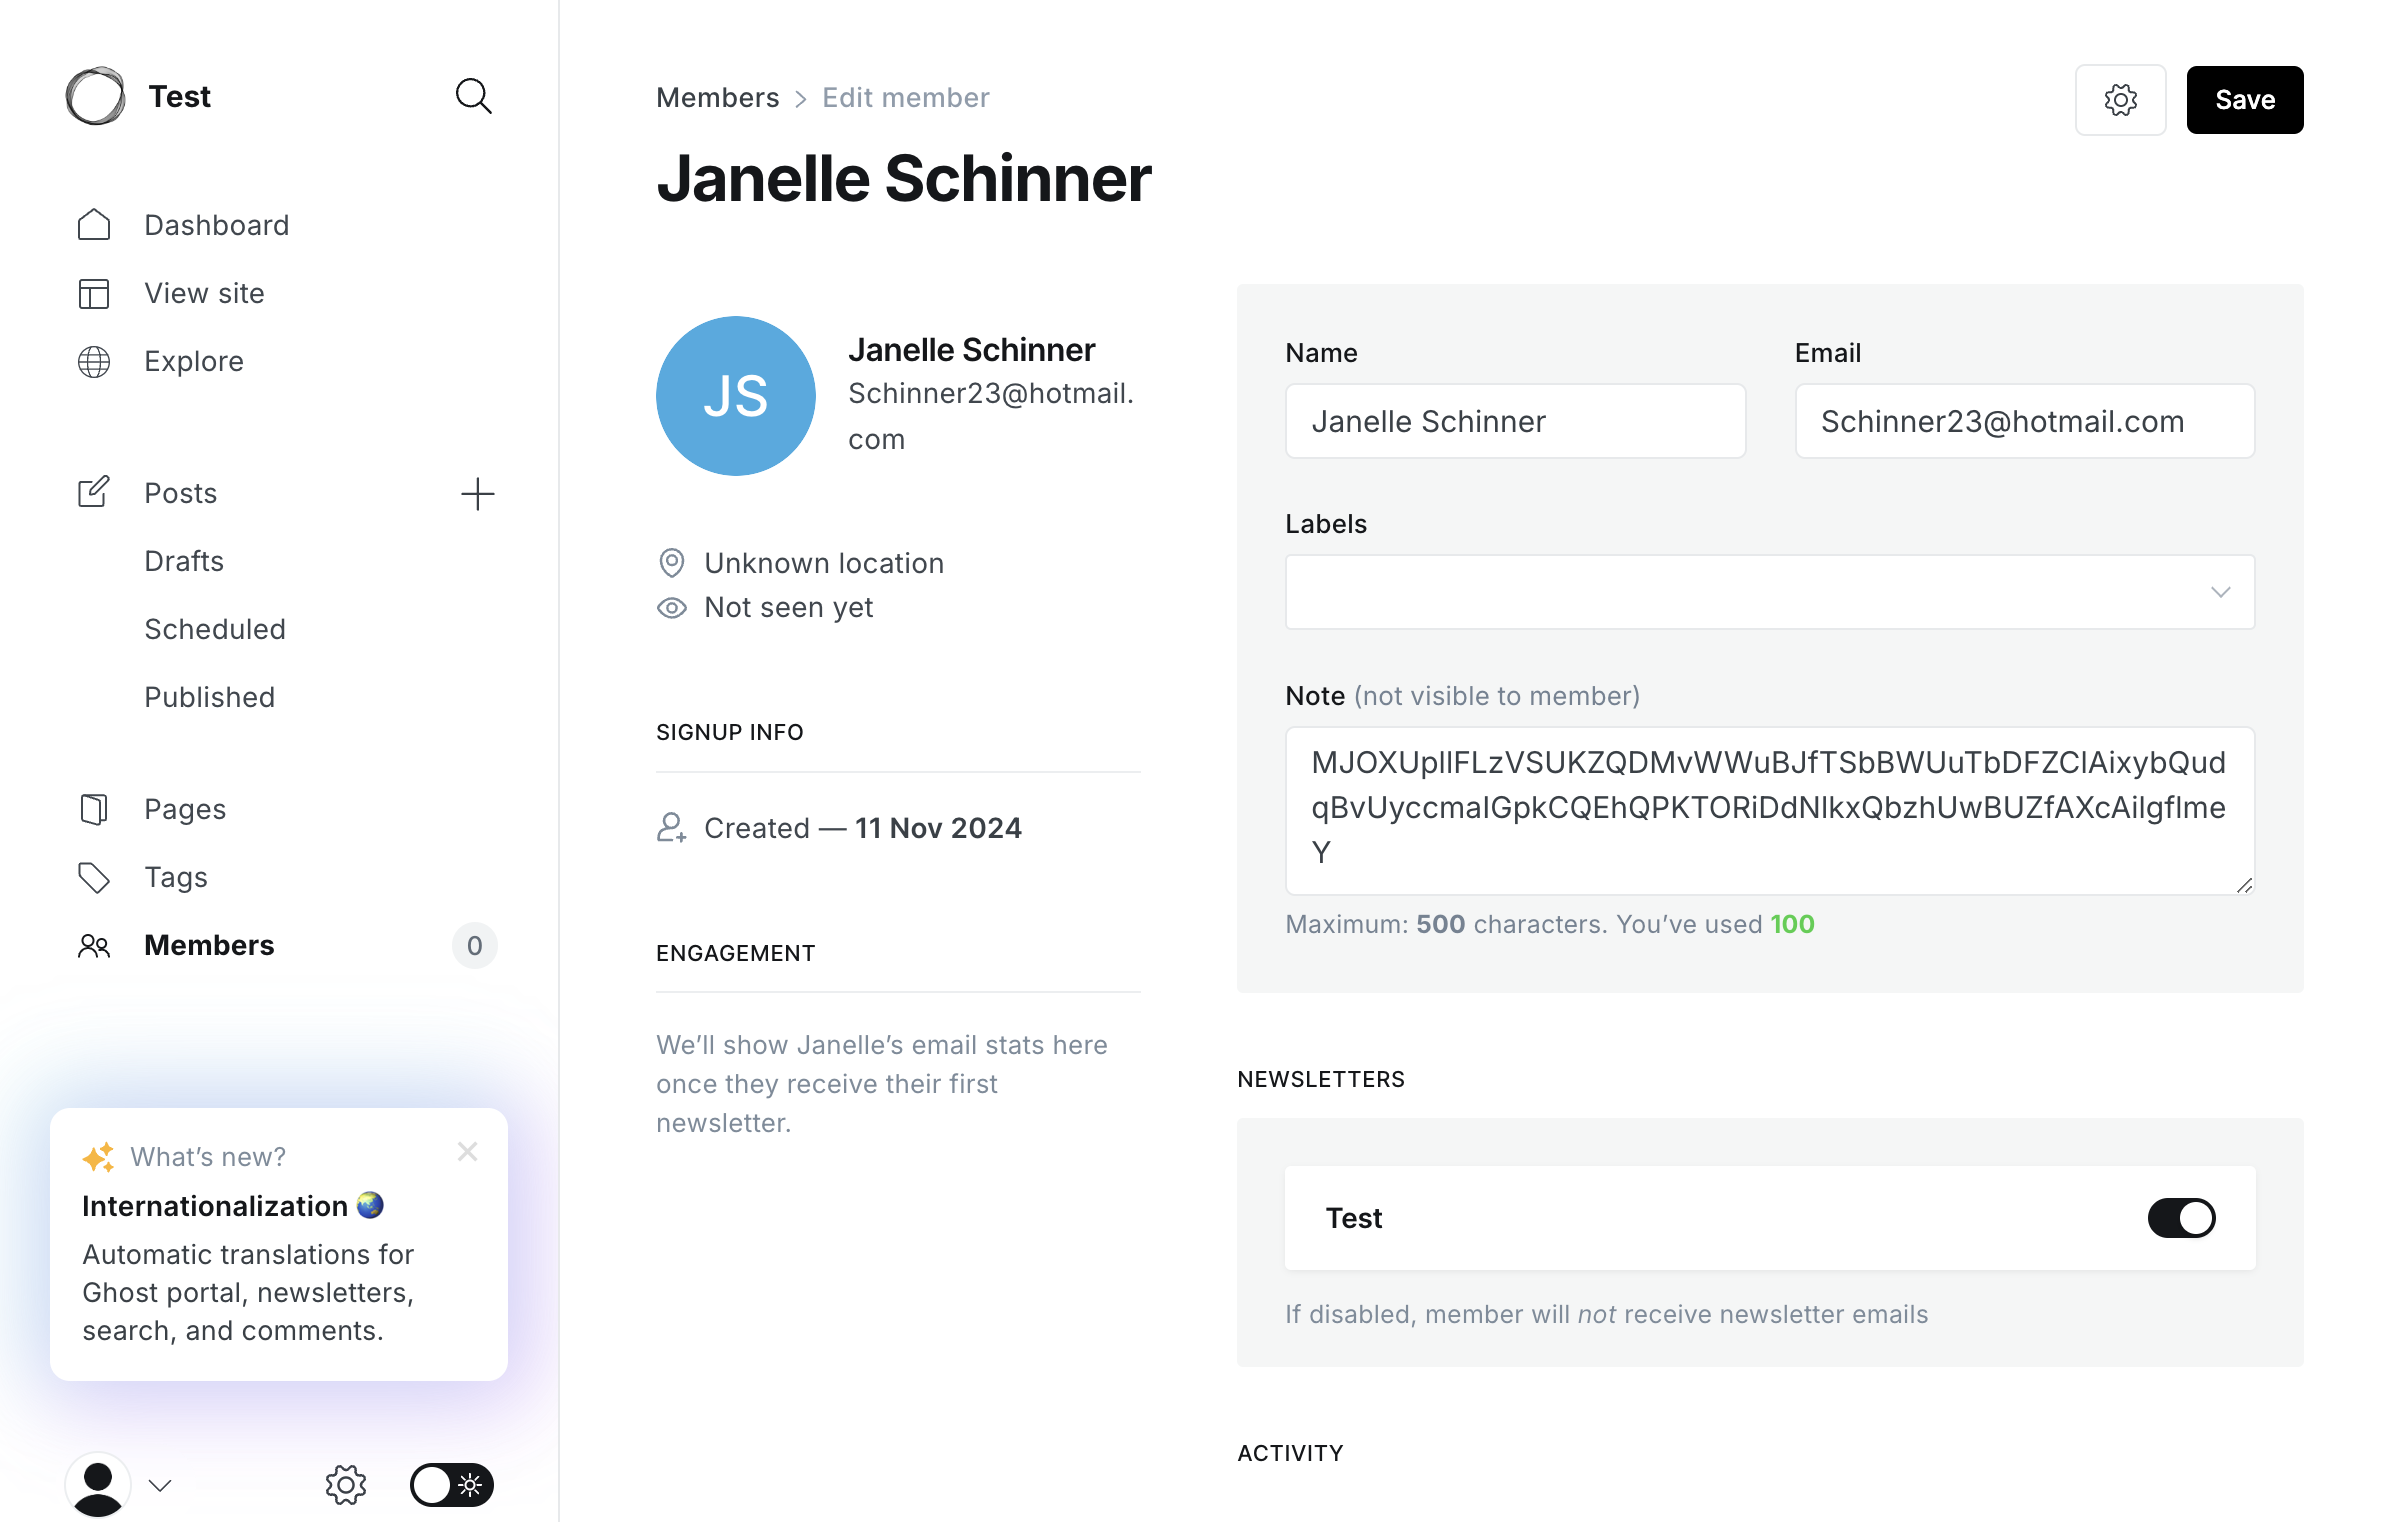 Test
Dashboard
View site
Explore
Posts
Drafts
Scheduled
Published
Pages
Tags
Members
0
What's new?
Internationalization
Automatic translations for
Ghost portal, newsletters,
search, and comments.
Members > Edit member
Save
Janelle Schinner
JS
Janelle Schinner
Schinner23@hotmail.
com
Unknown location
Not seen yet
SIGNUP INFO
Created — 11 Nov 2024
ENGAGEMENT
We'll show Janelle's email stats here
once they receive their first
newsletter.
Name
Janelle Schinner
Email
Schinner23@hotmail.com
Labels
Note (not visible to member)
Y
Maximum: 500 characters. You've used 100
NEWSLETTERS
Test
If disabled, member will not receive newsletter emails
ACTIVITY